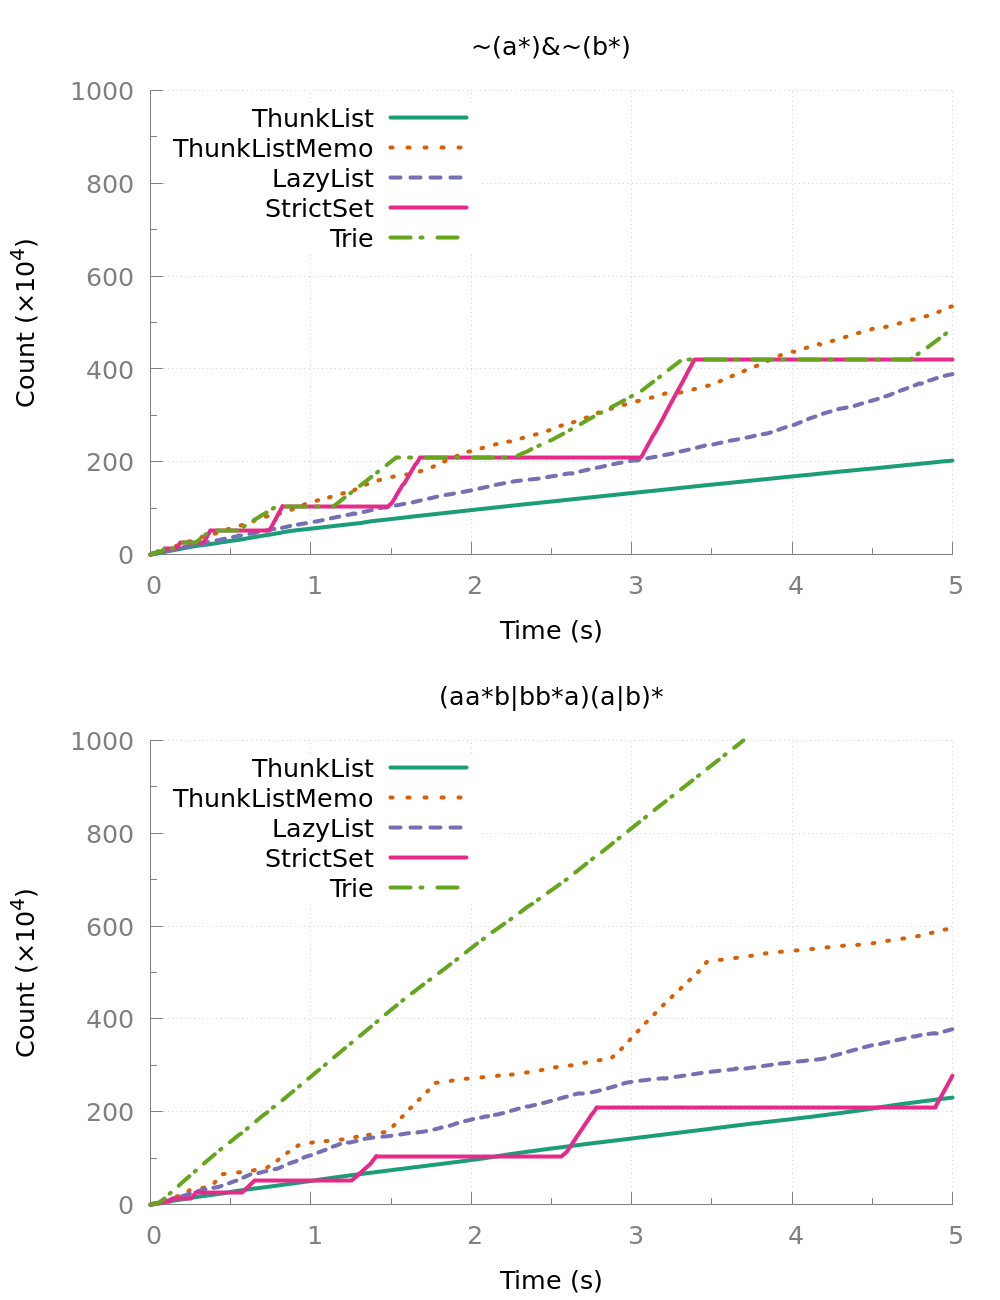 ~(a*)&~(b*)
1000
800
600
400
200
0
Count (×10⁴)
ThunkList
ThunkListMemo
LazyList
StrictSet
Trie
0 1 2 3 4 5
Time (s)
(aa*b|bb*a)(a|b)*
1000
800
600
400
200
0
Count (×10⁴)
ThunkList
ThunkListMemo
LazyList
StrictSet
Trie
0 1 2 3 4 5
Time (s)